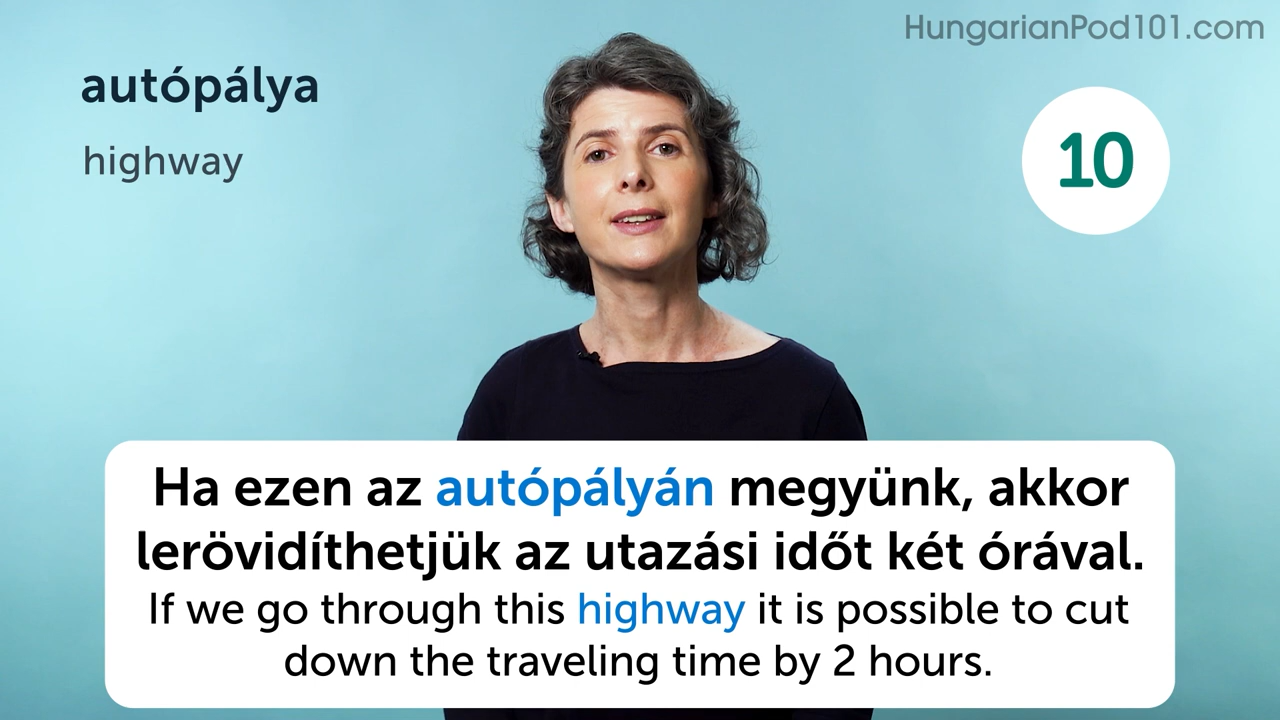 HungarianPod101.com
autópálya
highway
10
Ha ezen az autópályán megyünk, akkor
lerövidíthetjük az utazási időt két órával.
If we go through this highway it is possible to cut
down the traveling time by 2 hours.